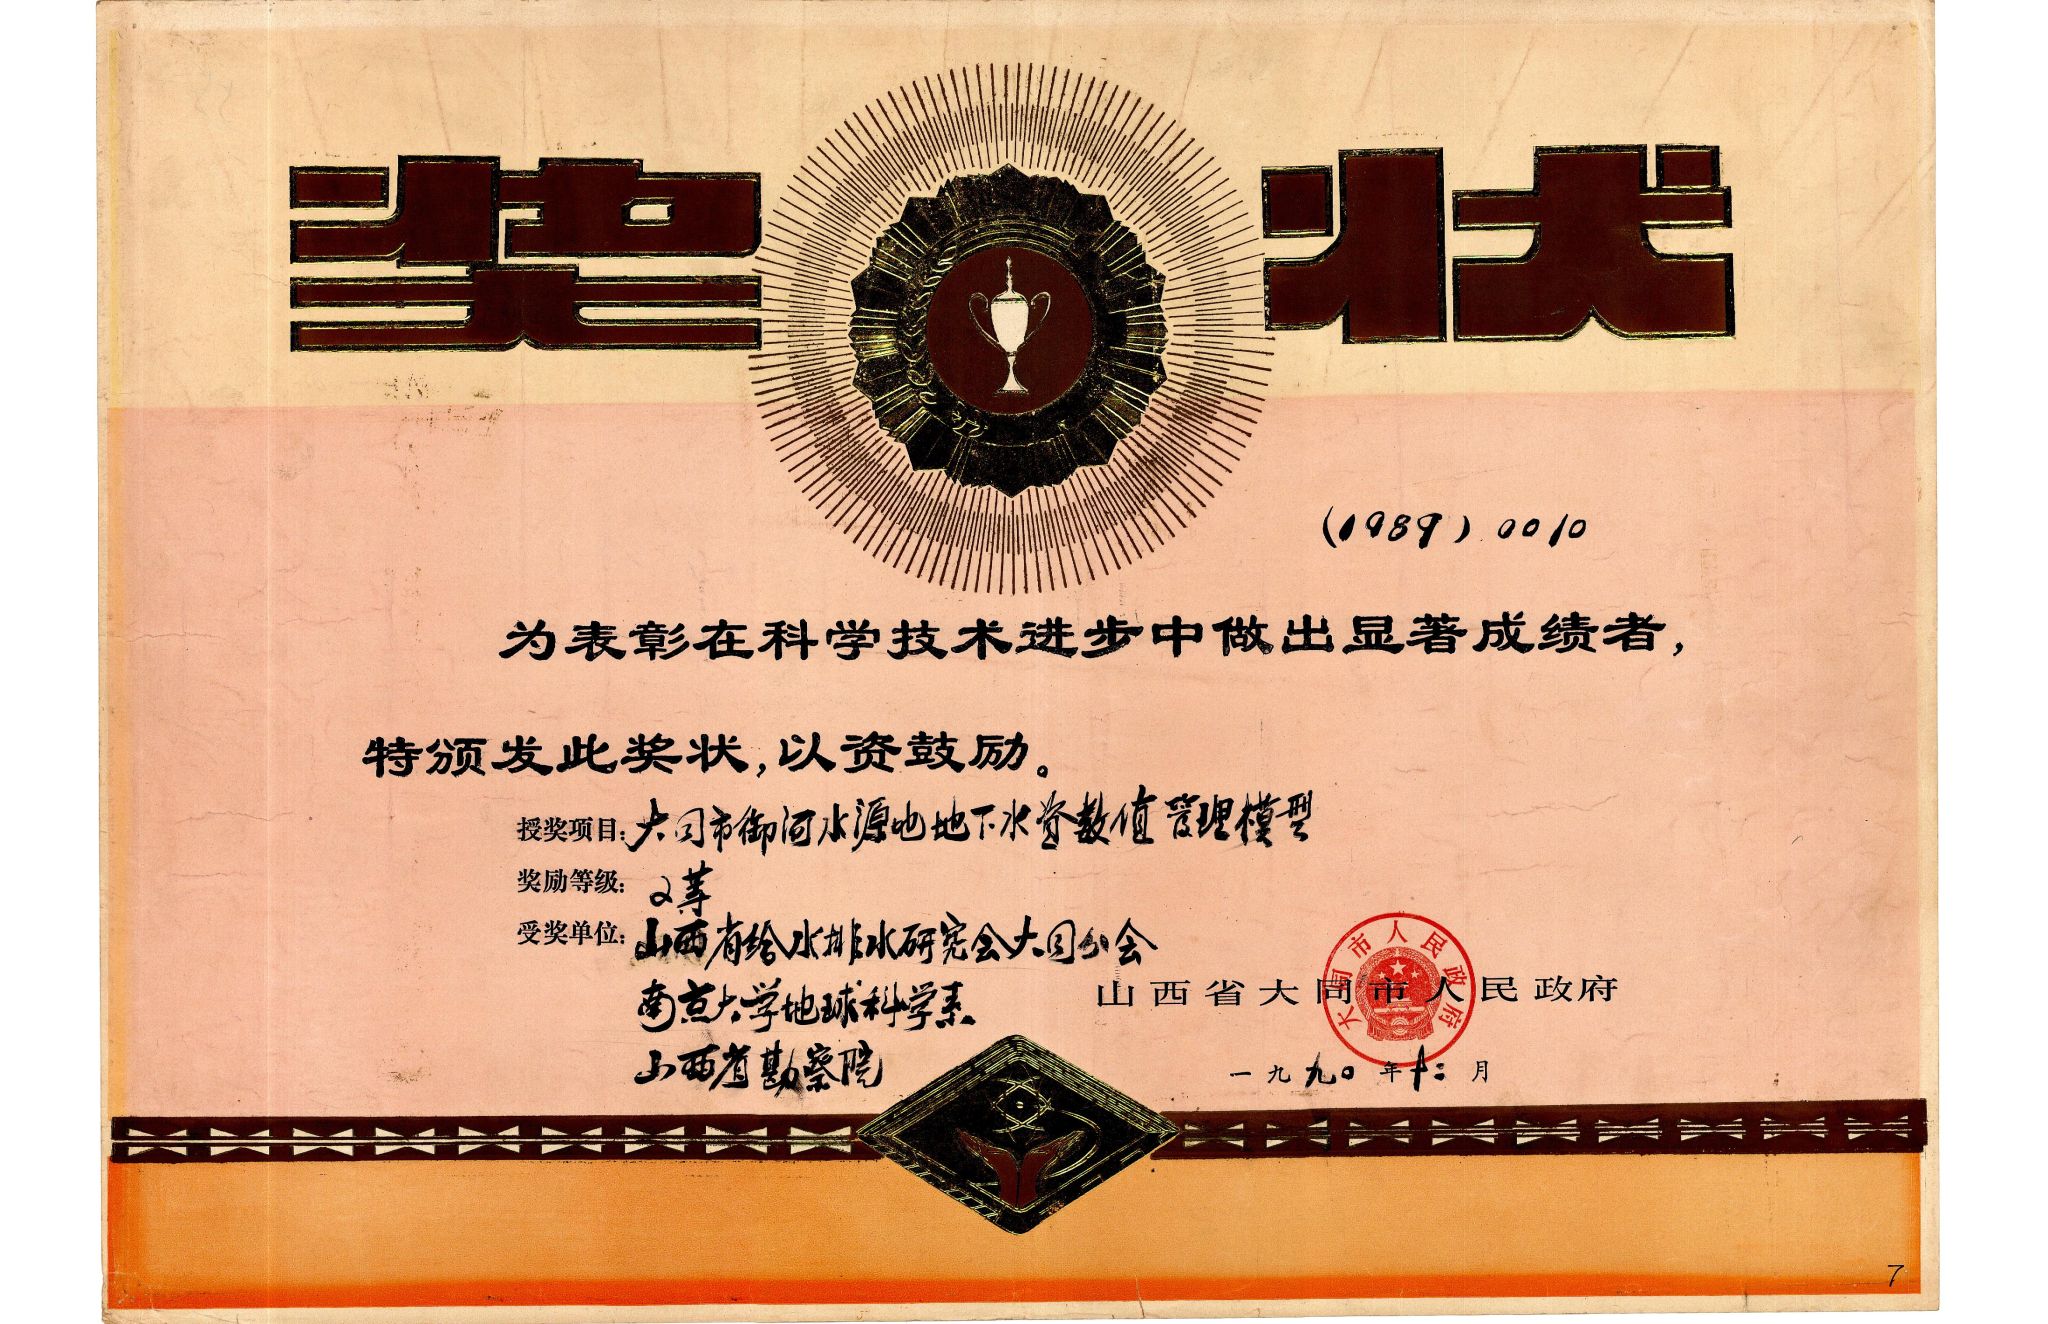 奖状
(1989)0010
为表彰在科学技术进步中做出显著成绩者,
特颁发此奖状,以资鼓励。
授奖项目:大同市御河水源地地下水资数值管理模型
奖励等级:2等
受奖单位:山西省给水排水研究会大同分会
南京大学地球科学系
山西省勘察院
山西省大同市人民政府
大同市人民政府
一九九〇年十二月
7